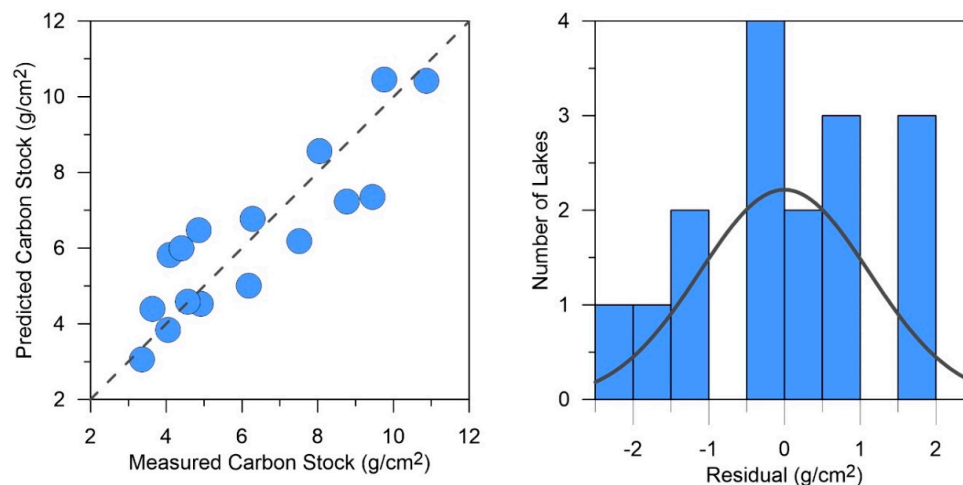 12
10
8
6
4
2
Predicted Carbon Stock (g/cm2)
2 4 6 8 10 12
Measured Carbon Stock (g/cm2)
4
3
2
1
0
Number of Lakes
-2 -1 0 1 2
Residual (g/cm2)